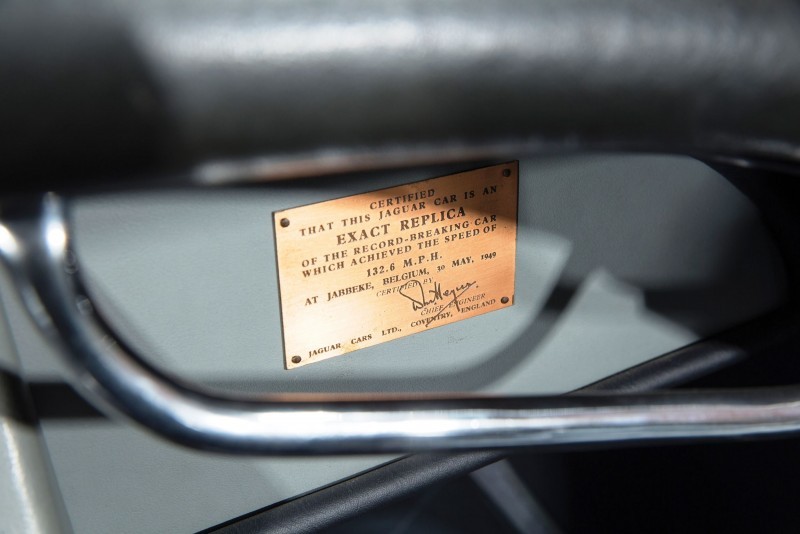 CERTIFIED
THAT THIS JAGUAR CAR IS AN
EXACT REPLICA
OF THE RECORD-BREAKING CAR
WHICH ACHIEVED THE SPEED OF
132.6 M.P.H.
AT JABBEKE, BELGIUM, 30 MAY, 1949
CERTIFIED BY
CHIEF ENGINEER
JAGUAR CARS LTD., COVENTRY, ENGLAND